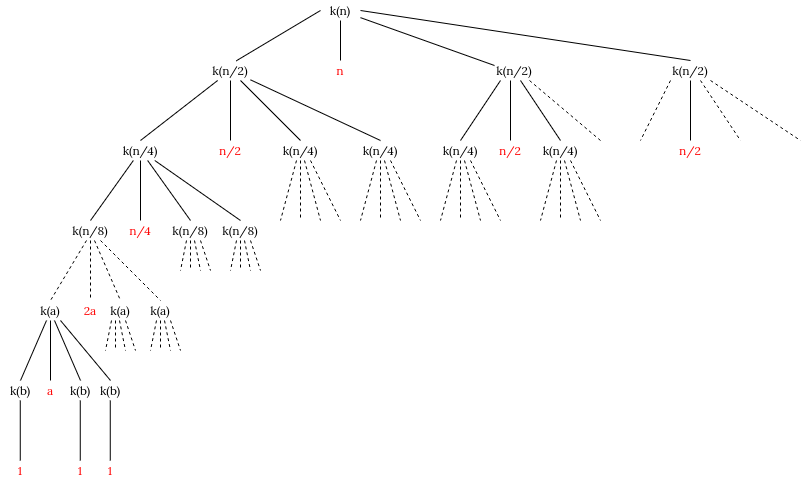 k(n)
k(n/2) n k(n/2) k(n/2)
k(n/4) n/2 k(n/4) k(n/4) k(n/4) n/2 k(n/4) n/2
k(n/8) n/4 k(n/8) k(n/8)
k(a) 2a k(a) k(a)
k(b) a k(b) k(b)
1 1 1